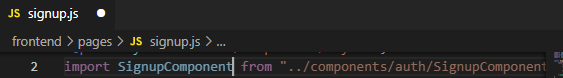 JS signup.js
frontend > pages > JS signup.js > ...
2 import SignupComponent from "../components/auth/SignupComponent